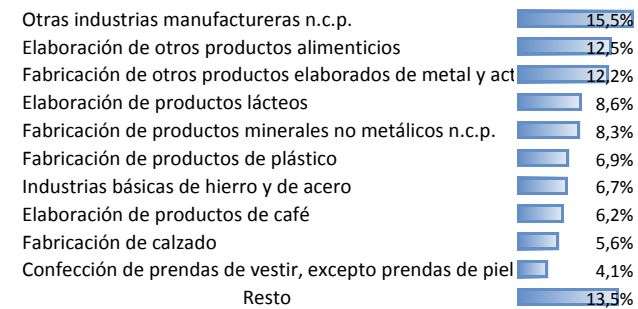 Otras industrias manufactureras n.c.p. 15,5%
Elaboración de otros productos alimenticios 12,5%
Fabricación de otros productos elaborados de metal y act 12,2%
Elaboración de productos lácteos 8,6%
Fabricación de productos minerales no metálicos n.c.p. 8,3%
Fabricación de productos de plástico 6,9%
Industrias básicas de hierro y de acero 6,7%
Elaboración de productos de café 6,2%
Fabricación de calzado 5,6%
Confección de prendas de vestir, excepto prendas de piel 4,1%
Resto 13,5%